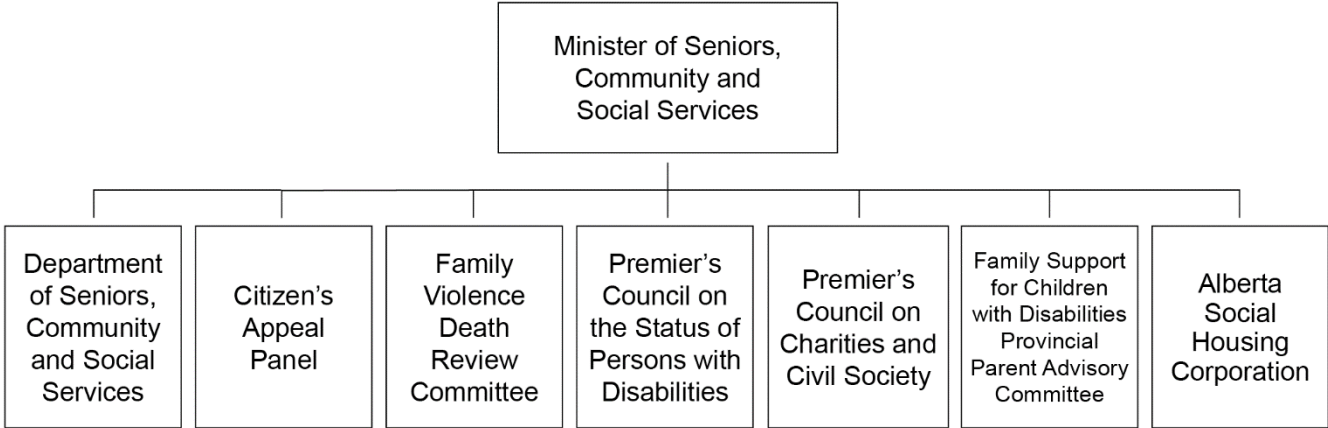 Minister of Seniors,
Community and
Social Services
Department
of Seniors,
Community
and Social
Services
Citizen’s
Appeal
Panel
Family
Violence
Death
Review
Committee
Premier’s
Council on
the Status of
Persons with
Disabilities
Premier’s
Council on
Charities and
Civil Society
Family Support
for Children
with Disabilities
Provincial
Parent Advisory
Committee
Alberta
Social
Housing
Corporation